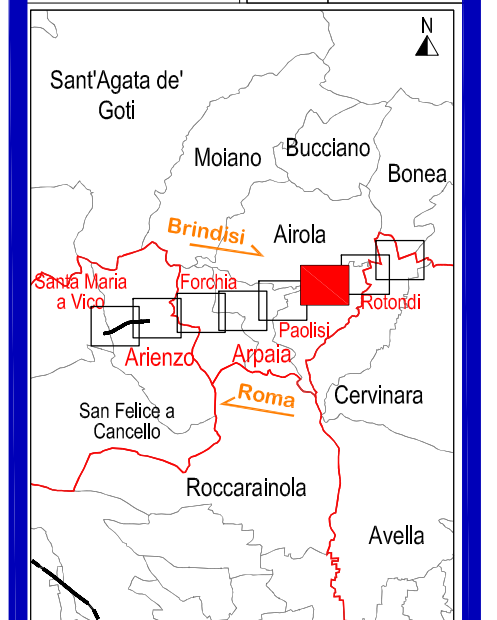 N
Sant'Agata de'
Goti
Bucciano
Moiano
Bonea
Brindisi
Airola
Santa Maria
a Vico
Forchia
Rotondi
Paolisi
Arienzo
Arpaia
Roma
Cervinara
San Felice a
Cancello
Roccarainola
Avella